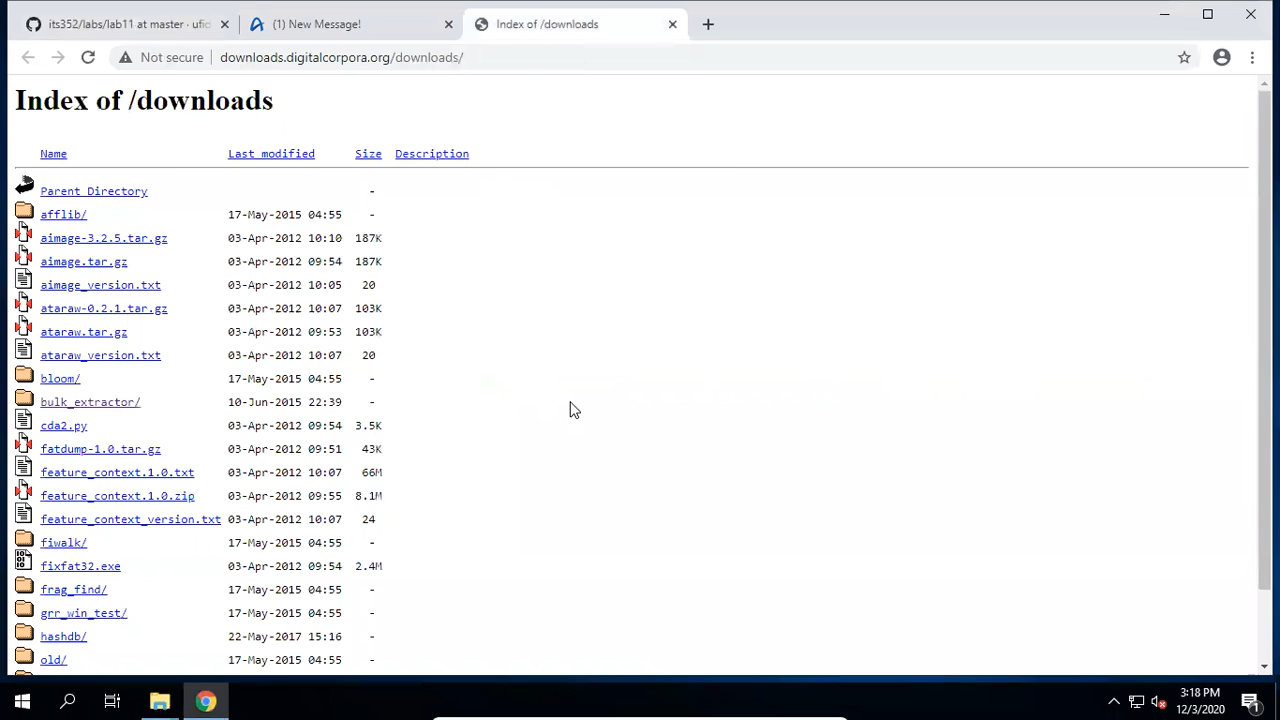 its352/labs/lab11 at master · ufid
(1) New Message!
Index of /downloads
Not secure
downloads.digitalcorpora.org/downloads/
Index of /downloads
Name Last modified Size Description
Parent Directory -
afflib/ 17-May-2015 04:55 -
aimage-3.2.5.tar.gz 03-Apr-2012 10:10 187K
aimage.tar.gz 03-Apr-2012 09:54 187K
aimage_version.txt 03-Apr-2012 10:05 20
ataraw-0.2.1.tar.gz 03-Apr-2012 10:07 103K
ataraw.tar.gz 03-Apr-2012 09:53 103K
ataraw_version.txt 03-Apr-2012 10:07 20
bloom/ 17-May-2015 04:55 -
bulk_extractor/ 10-Jun-2015 22:39 -
cda2.py 03-Apr-2012 09:54 3.5K
fatdump-1.0.tar.gz 03-Apr-2012 09:51 43K
feature_context.1.0.txt 03-Apr-2012 10:07 66M
feature_context.1.0.zip 03-Apr-2012 09:55 8.1M
feature_context_version.txt 03-Apr-2012 10:07 24
fiwalk/ 17-May-2015 04:55 -
fixfat32.exe 03-Apr-2012 09:54 2.4M
frag_find/ 17-May-2015 04:55 -
grr_win_test/ 17-May-2015 04:55 -
hashdb/ 22-May-2017 15:16 -
old/ 17-May-2015 04:55 -
3:18 PM
12/3/2020
1